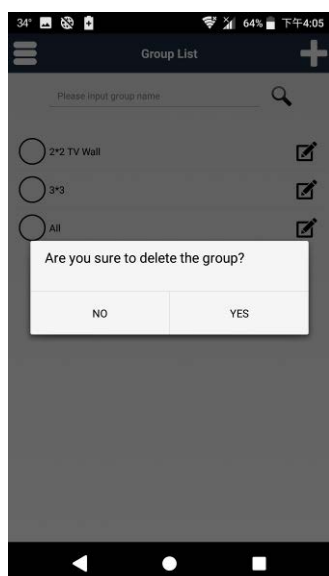 34° 64% 下午4:05
Group List
Please input group name
2*2 TV Wall
3*3
All
Are you sure to delete the group?
NO YES